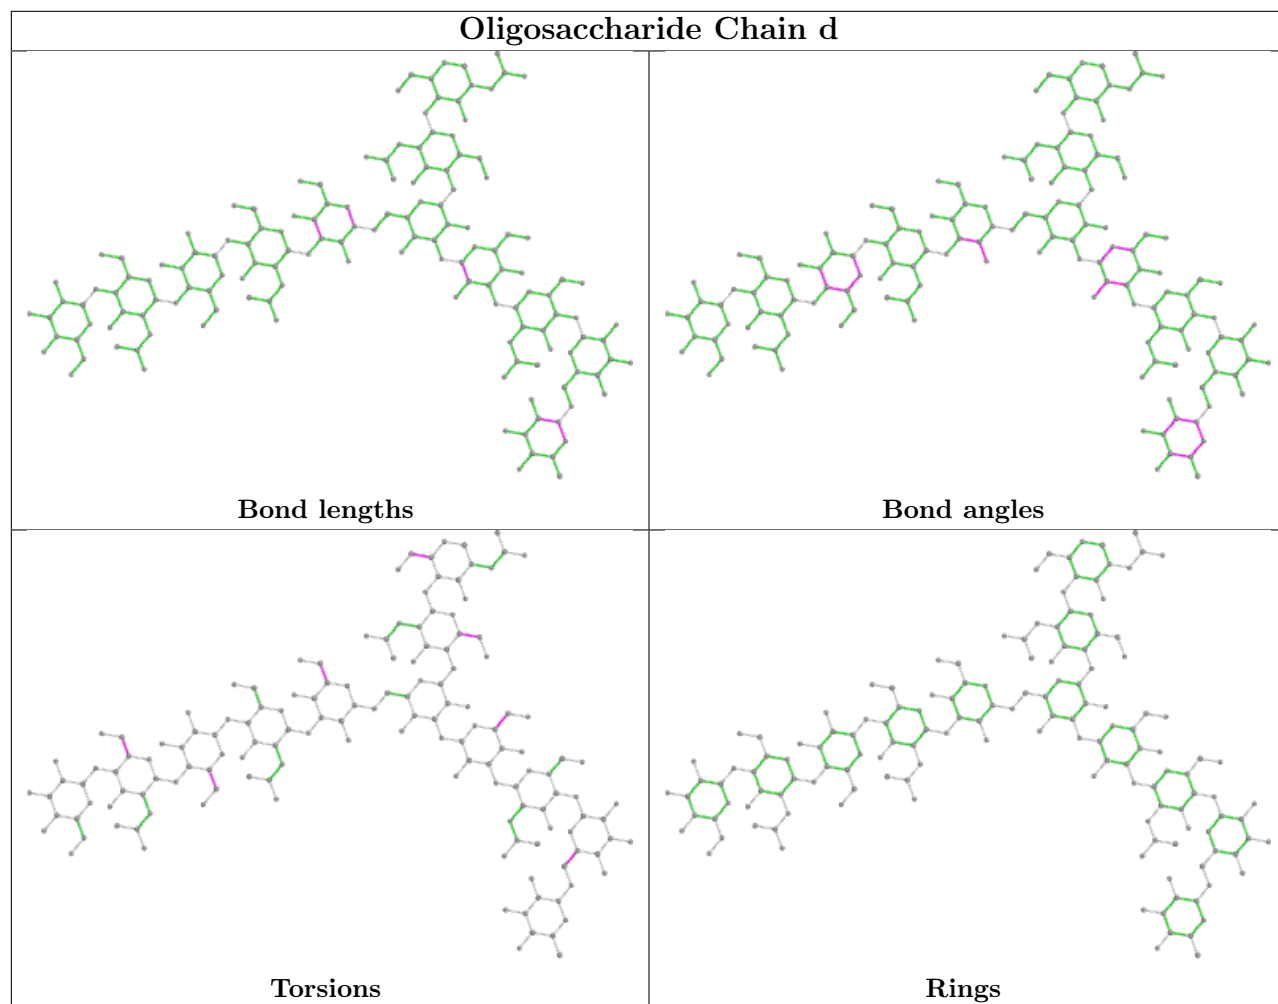 Oligosaccharide Chain d
Bond lengths
Bond angles
Torsions
Rings